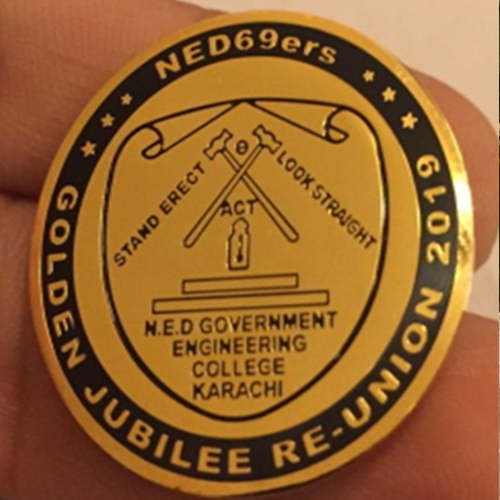 NED69ers
STAND ERECT
LOOK STRAIGHT
&
ACT
N.E.D GOVERNMENT
ENGINEERING
COLLEGE
KARACHI
GOLDEN JUBILEE RE-UNION 2019